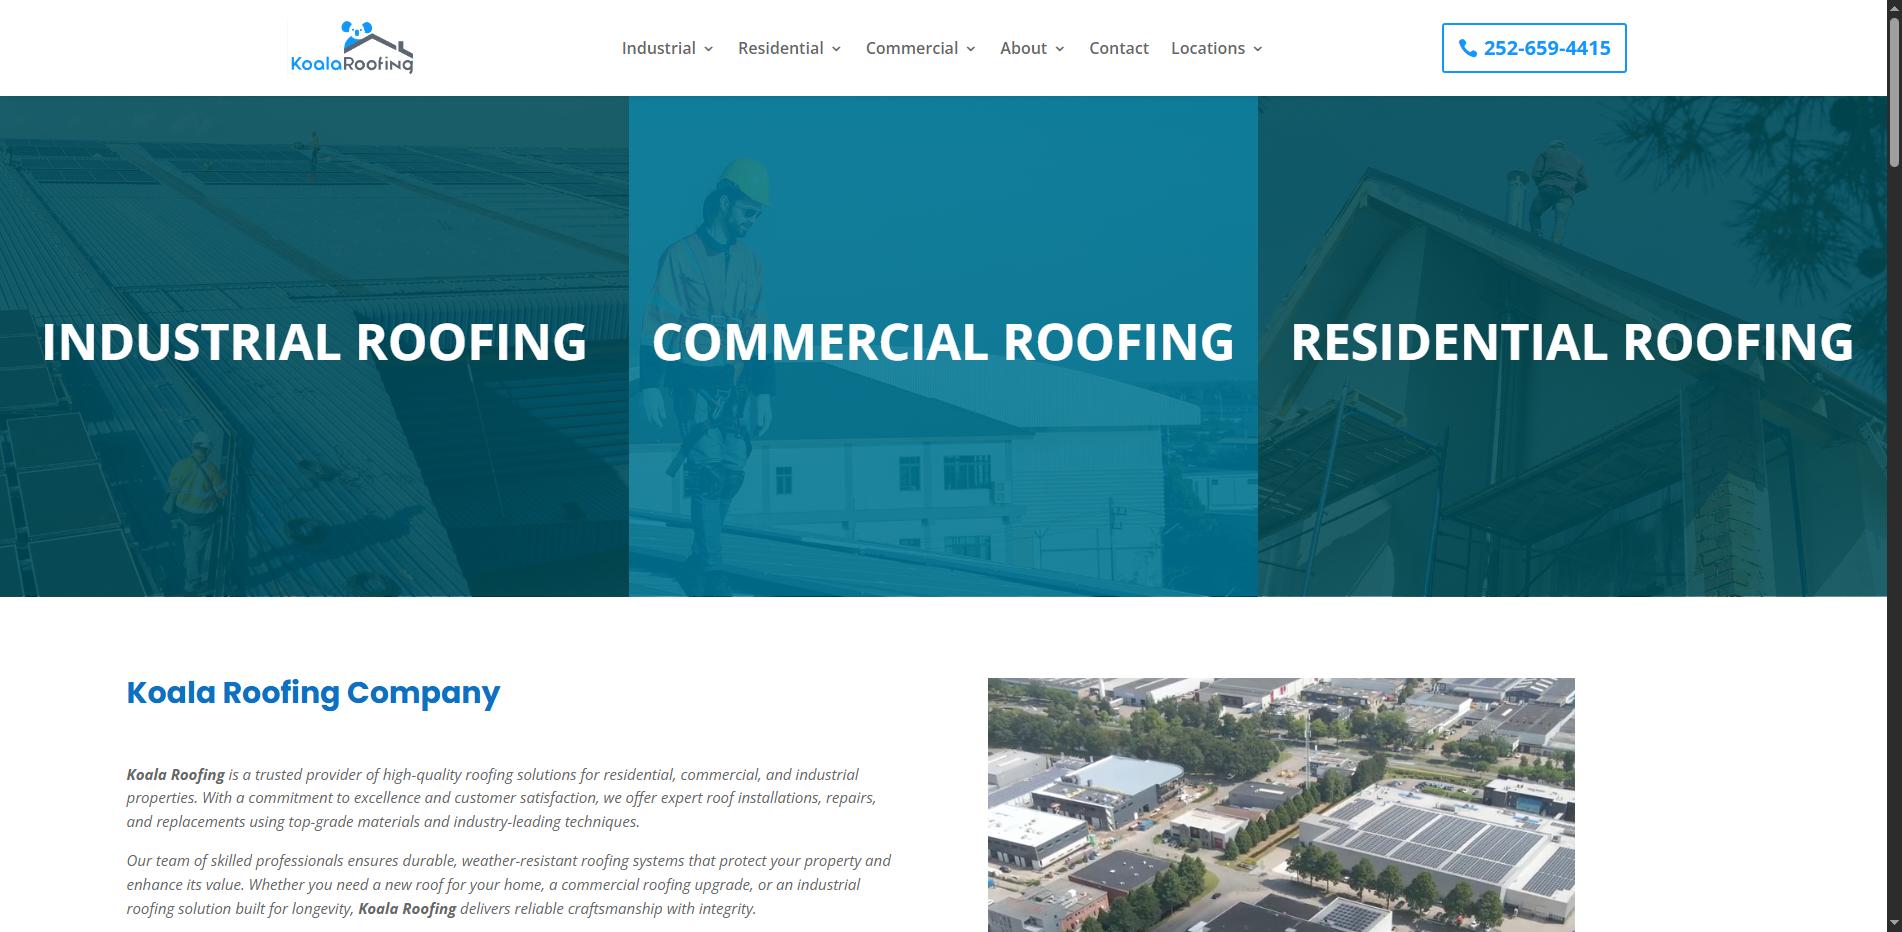 KoalaRoofing
Industrial
Residential
Commercial
About
Contact
Locations
252-659-4415
INDUSTRIAL ROOFING
COMMERCIAL ROOFING
RESIDENTIAL ROOFING
Koala Roofing Company
Koala Roofing is a trusted provider of high-quality roofing solutions for residential, commercial, and industrial
properties. With a commitment to excellence and customer satisfaction, we offer expert roof installations, repairs,
and replacements using top-grade materials and industry-leading techniques.
Our team of skilled professionals ensures durable, weather-resistant roofing systems that protect your property and
enhance its value. Whether you need a new roof for your home, a commercial roofing upgrade, or an industrial
roofing solution built for longevity, Koala Roofing delivers reliable craftsmanship with integrity.